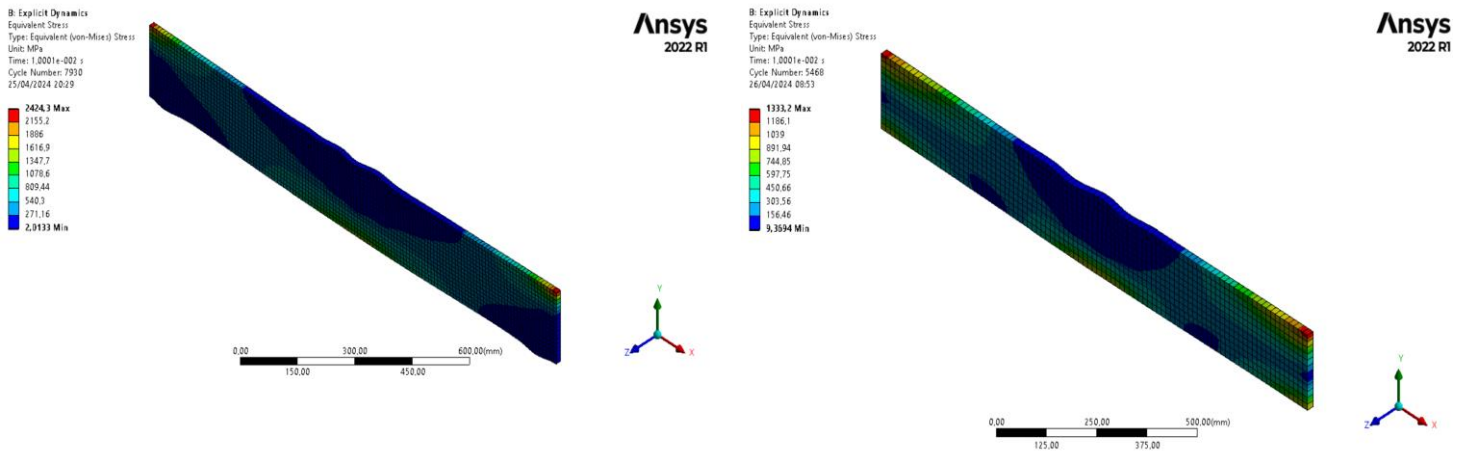 B: Explicit Dynamics
Equivalent Stress
Type: Equivalent (von-Mises) Stress
Unit: MPa
Time: 1,0001e-002 s
Cycle Number: 7930
25/04/2024 20:29
2424,3 Max
2155,2
1886
1616,9
1347,7
1078,6
809,44
540,3
271,16
2,0133 Min
Ansys
2022 R1
0,00
300,00
600,00(mm)
150,00
450,00
Y
Z
X
B: Explicit Dynamics
Equivalent Stress
Type: Equivalent (von-Mises) Stress
Unit: MPa
Time: 1,0001e-002 s
Cycle Number: 5468
26/04/2024 08:53
1333,2 Max
1186,1
1039
891,94
744,85
597,75
450,66
303,56
156,46
9,3694 Min
Ansys
2022 R1
0,00
250,00
500,00(mm)
125,00
375,00
Y
Z
X